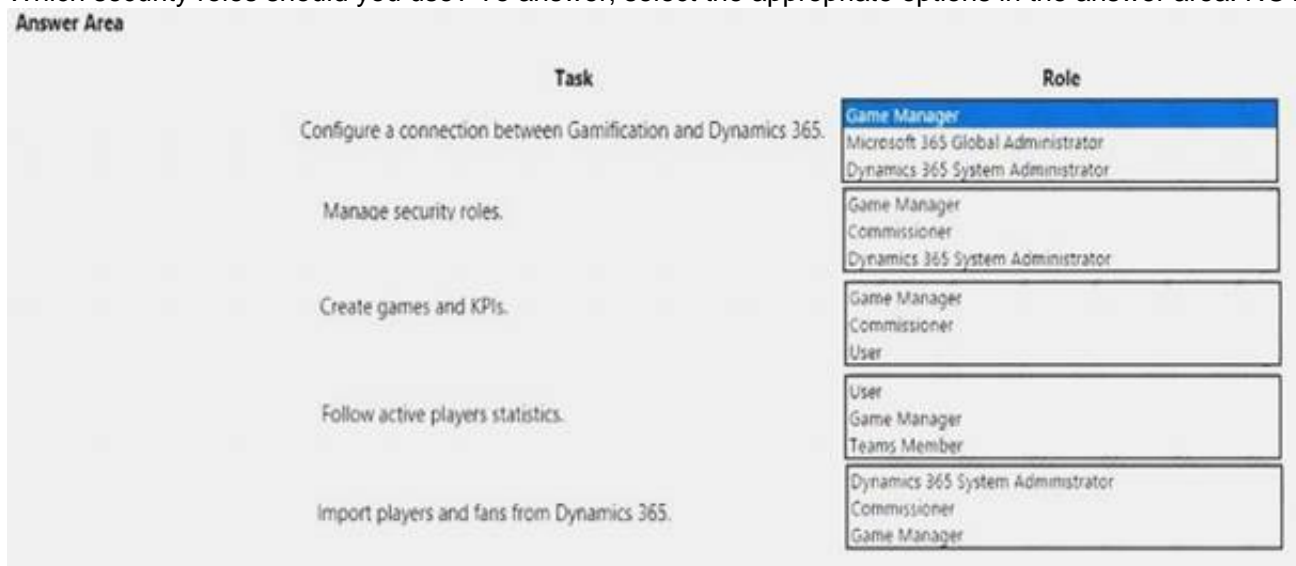 Answer Area
Task Role
Configure a connection between Gamification and Dynamics 365.
Game Manager
Microsoft 365 Global Administrator
Dynamics 365 System Administrator
Manage security roles.
Game Manager
Commissioner
Dynamics 365 System Administrator
Create games and KPIs.
Game Manager
Commissioner
User
Follow active players statistics.
User
Game Manager
Teams Member
Import players and fans from Dynamics 365.
Dynamics 365 System Administrator
Commissioner
Game Manager